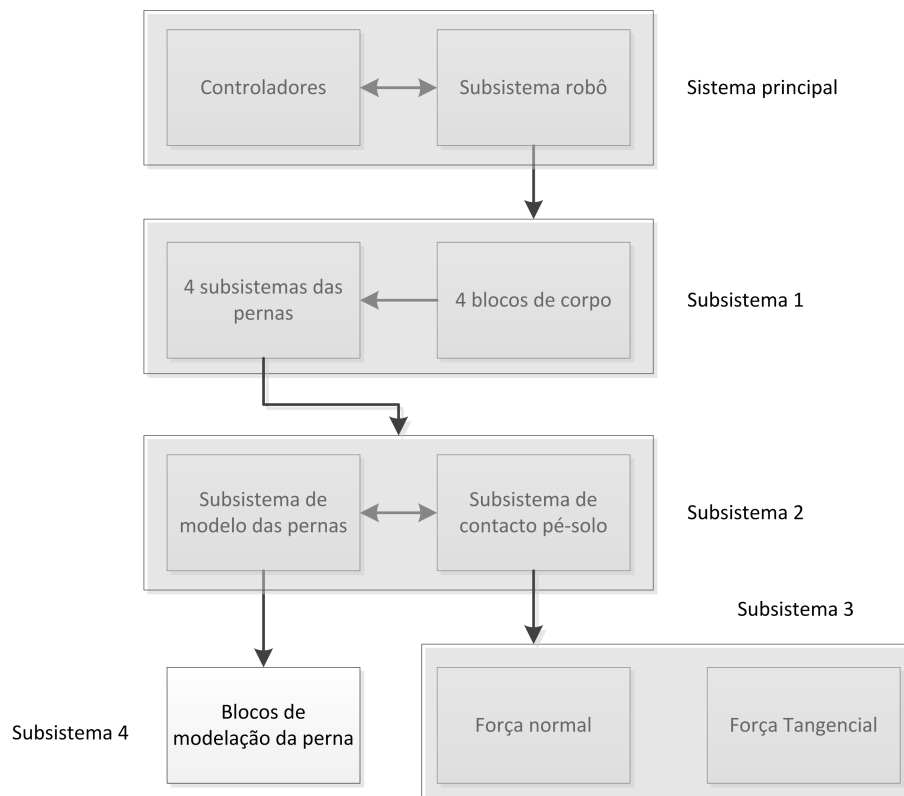 Controladores
Subsistema robô
Sistema principal
4 subsistemas das
pernas
4 blocos de corpo
Subsistema 1
Subsistema de
modelo das pernas
Subsistema de
contacto pé-solo
Subsistema 2
Subsistema 3
Subsistema 4
Blocos de
modelação da perna
Força normal
Força Tangencial